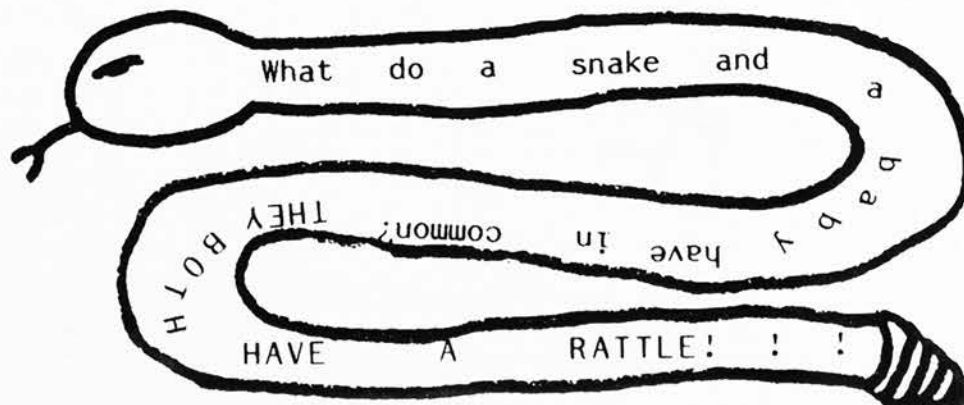 What do a snake and
a baby
have in common?
THEY BOTH
HAVE A RATTLE! ! !